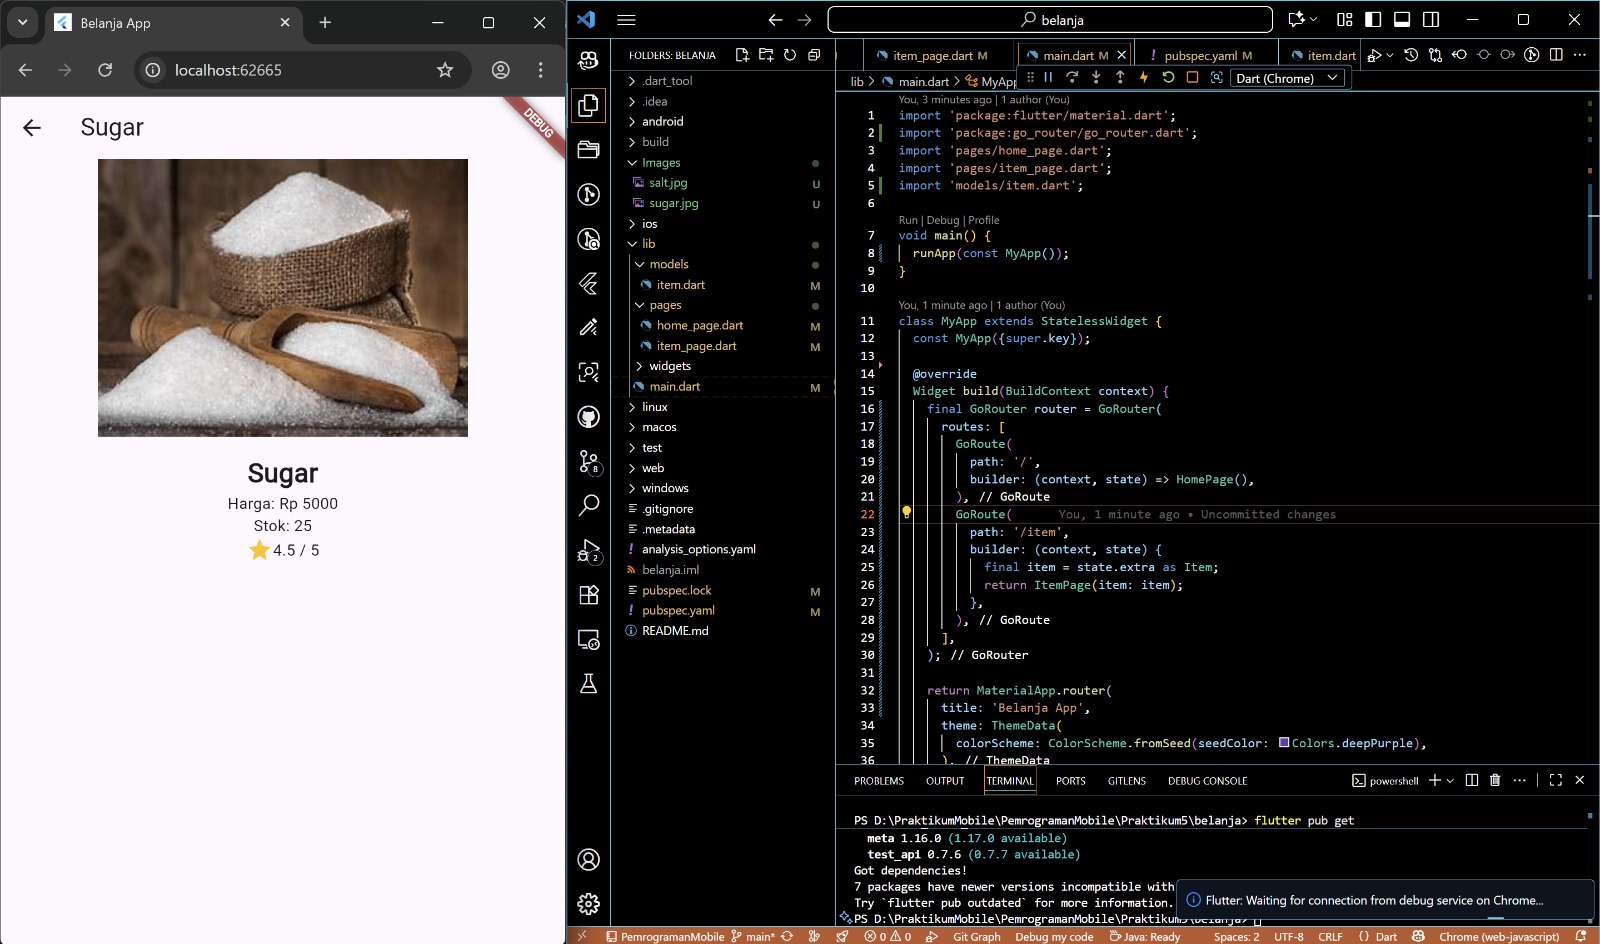 Belanja App
localhost:62665
Sugar
DEBUG
Sugar
Harga: Rp 5000
Stok: 25
4.5 / 5
belanja
FOLDERS: BELANJA
.dart_tool
.idea
android
build
Images
salt.jpg U
sugar.jpg U
ios
lib
models
item.dart M
pages
home_page.dart M
item_page.dart M
widgets
main.dart M
linux
macos
test
web
windows
.gitignore
.metadata
analysis_options.yaml
belanja.iml
pubspec.lock M
pubspec.yaml M
README.md
8
2
item_page.dart M
main.dart M
pubspec.yaml M
item.dart
lib > main.dart > MyApp
Dart (Chrome)
You, 3 minutes ago | 1 author (You)
1 import 'package:flutter/material.dart';
2 import 'package:go_router/go_router.dart';
3 import 'pages/home_page.dart';
4 import 'pages/item_page.dart';
5 import 'models/item.dart';
6
Run | Debug | Profile
7 void main() {
8 runApp(const MyApp());
9 }
10
You, 1 minute ago | 1 author (You)
11 class MyApp extends StatelessWidget {
12 const MyApp({super.key});
13
14 @override
15 Widget build(BuildContext context) {
16 final GoRouter router = GoRouter(
17 routes: [
18 GoRoute(
19 path: '/',
20 builder: (context, state) => HomePage(),
21 ), // GoRoute
22 GoRoute( You, 1 minute ago • Uncommitted changes
23 path: '/item',
24 builder: (context, state) {
25 final item = state.extra as Item;
26 return ItemPage(item: item);
27 },
28 ), // GoRoute
29 ],
30 ); // GoRouter
31
32 return MaterialApp.router(
33 title: 'Belanja App',
34 theme: ThemeData(
35 colorScheme: ColorScheme.fromSeed(seedColor: Colors.deepPurple),
36 ), // ThemeData
PROBLEMS OUTPUT TERMINAL PORTS GITLENS DEBUG CONSOLE
powershell
PS D:\PraktikumMobile\PemrogramanMobile\Praktikum5\belanja> flutter pub get
meta 1.16.0 (1.17.0 available)
test_api 0.7.6 (0.7.7 available)
Got dependencies!
7 packages have newer versions incompatible with
Try `flutter pub outdated` for more information.
PS D:\PraktikumMobile\PemrogramanMobile\Praktikum5\belanja>
Flutter: Waiting for connection from debug service on Chrome...
PemrogramanMobile main* 0 0 Git Graph Debug my code Java: Ready Spaces: 2 UTF-8 CRLF {} Dart Chrome (web-javascript)